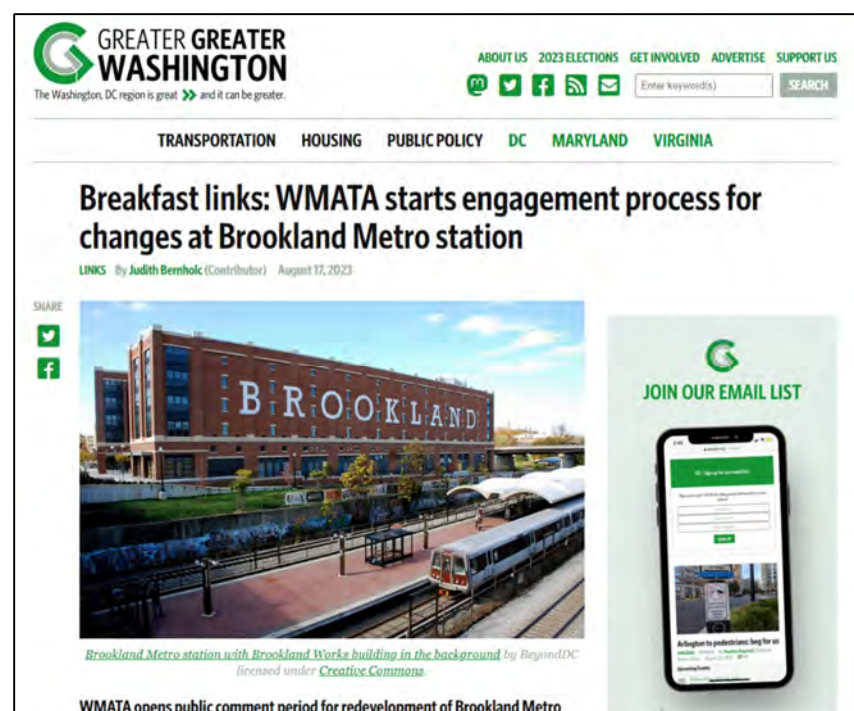 GREATER GREATER
WASHINGTON
The Washington, DC region is great >> and it can be greater.
ABOUT US 2023 ELECTIONS GET INVOLVED ADVERTISE SUPPORT US
Enter keyword(s)
SEARCH
TRANSPORTATION HOUSING PUBLIC POLICY DC MARYLAND VIRGINIA
Breakfast links: WMATA starts engagement process for
changes at Brookland Metro station
LINKS By Judith Bernholc (Contributor) August 17, 2023
SHARE
BROOKLAND
Brookland Metro station with Brookland Works building in the background by BeyondDC
licensed under Creative Commons.
WMATA opens public comment period for redevelopment of Brookland Metro
JOIN OUR EMAIL LIST
SIGN UP
Arlington to pedestrians: beg for us
Upcoming Events